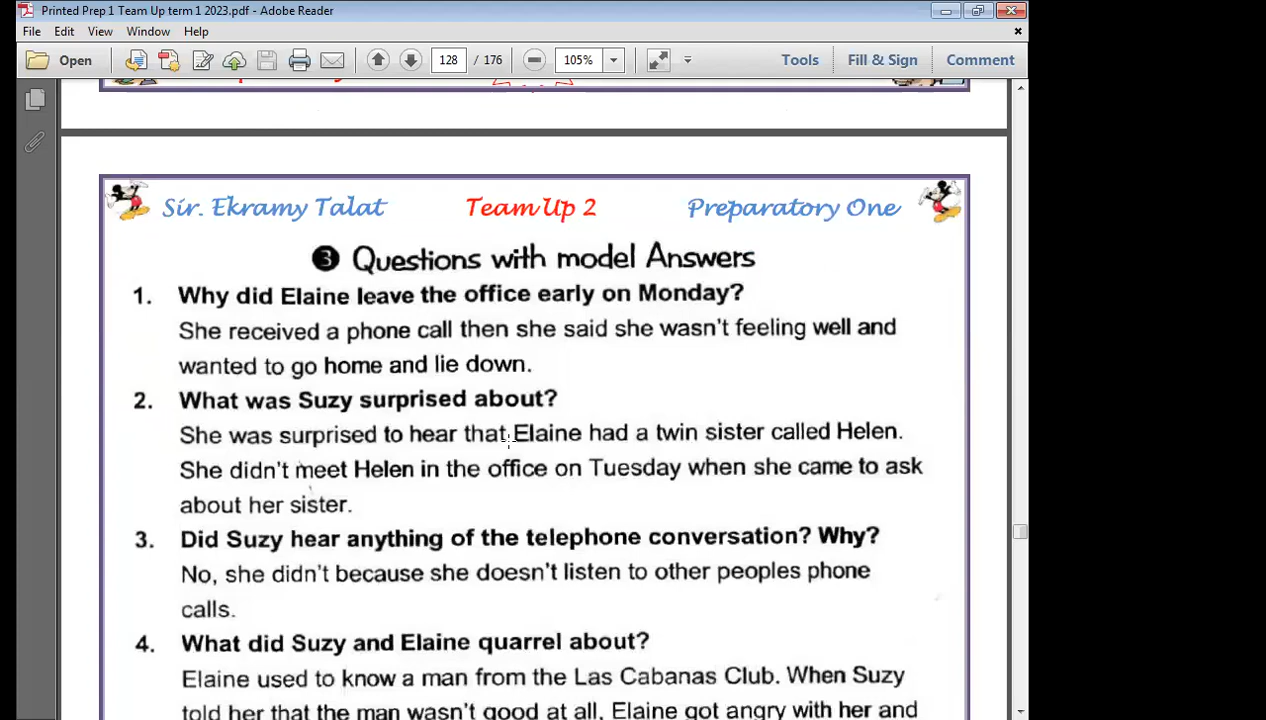 Printed Prep 1 Team Up term 1 2023.pdf - Adobe Reader
File Edit View Window Help
Open 128 / 176 105% Tools Fill & Sign Comment
Sir. Ekramy Talat Team Up 2 Preparatory One
3 Questions with model Answers
1. Why did Elaine leave the office early on Monday?
She received a phone call then she said she wasn't feeling well and
wanted to go home and lie down.
2. What was Suzy surprised about?
She was surprised to hear that Elaine had a twin sister called Helen.
She didn't meet Helen in the office on Tuesday when she came to ask
about her sister.
3. Did Suzy hear anything of the telephone conversation? Why?
No, she didn't because she doesn't listen to other peoples phone
calls.
4. What did Suzy and Elaine quarrel about?
Elaine used to know a man from the Las Cabanas Club. When Suzy
told her that the man wasn't good at all, Elaine got angry with her and